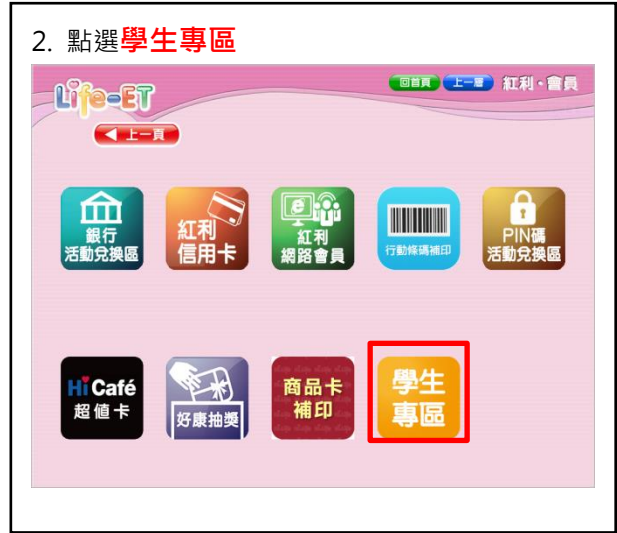 2. 點選學生專區
Life-ET
回首頁 上一層 紅利・會員
上一頁
銀行
活動兌換區
紅利
信用卡
紅利
網路會員
行動條碼補印
PIN碼
活動兌換區
Hi Café
超值卡
好康抽獎
商品卡
補印
學生
專區